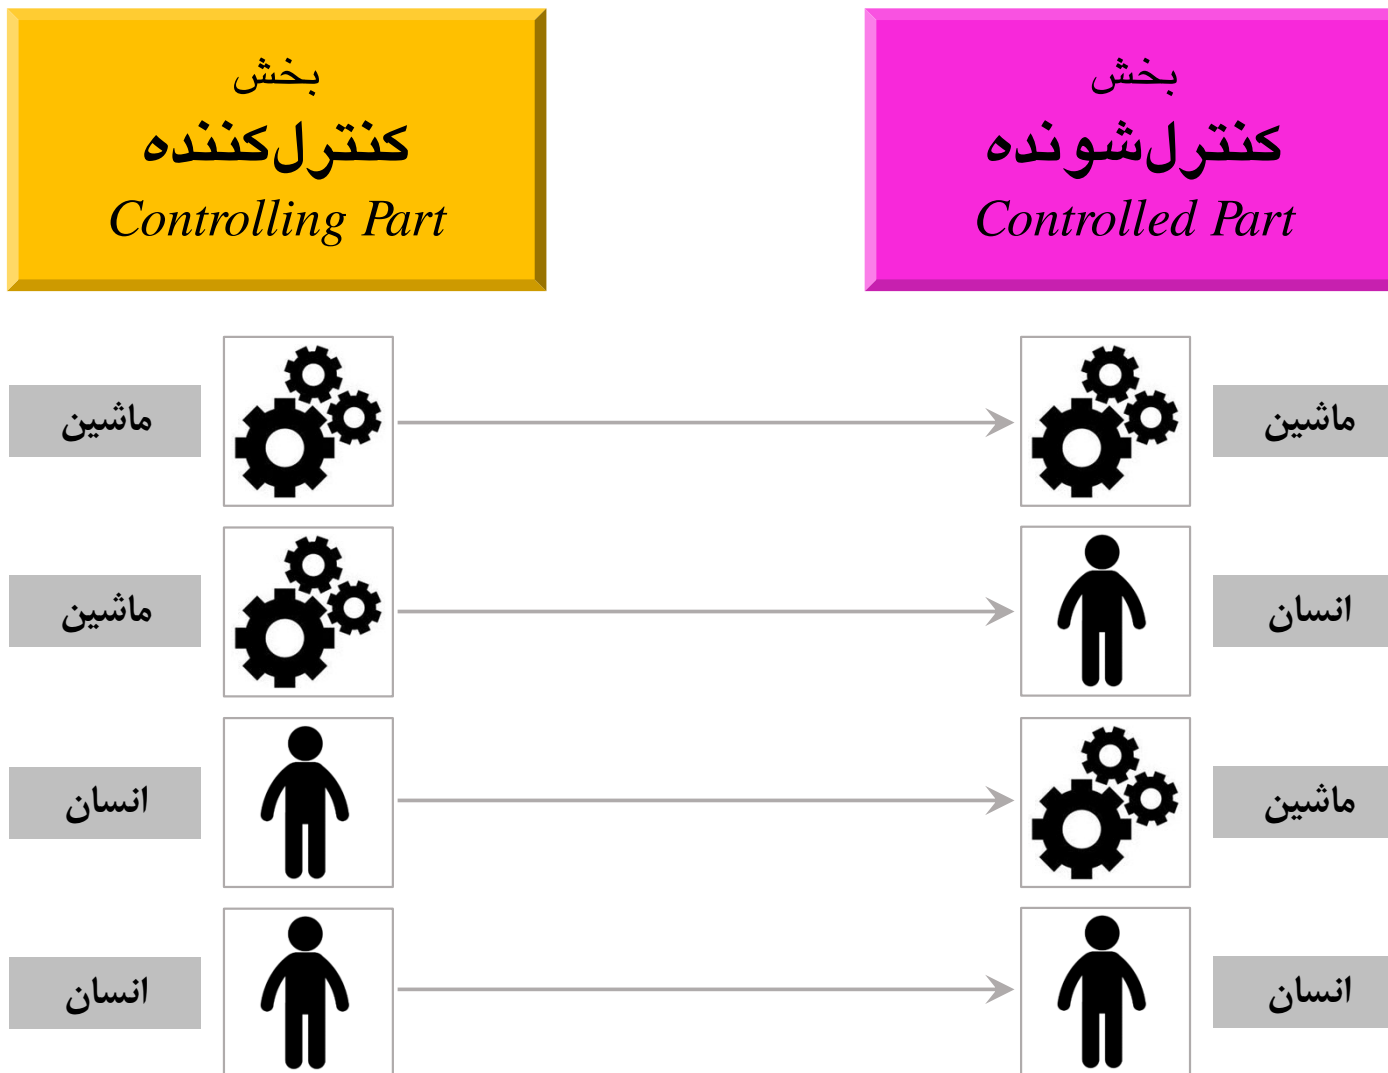 بخش
کنترل‌کننده
Controlling Part
بخش
کنترل‌شونده
Controlled Part
ماشین
ماشین
ماشین
انسان
انسان
ماشین
انسان
انسان